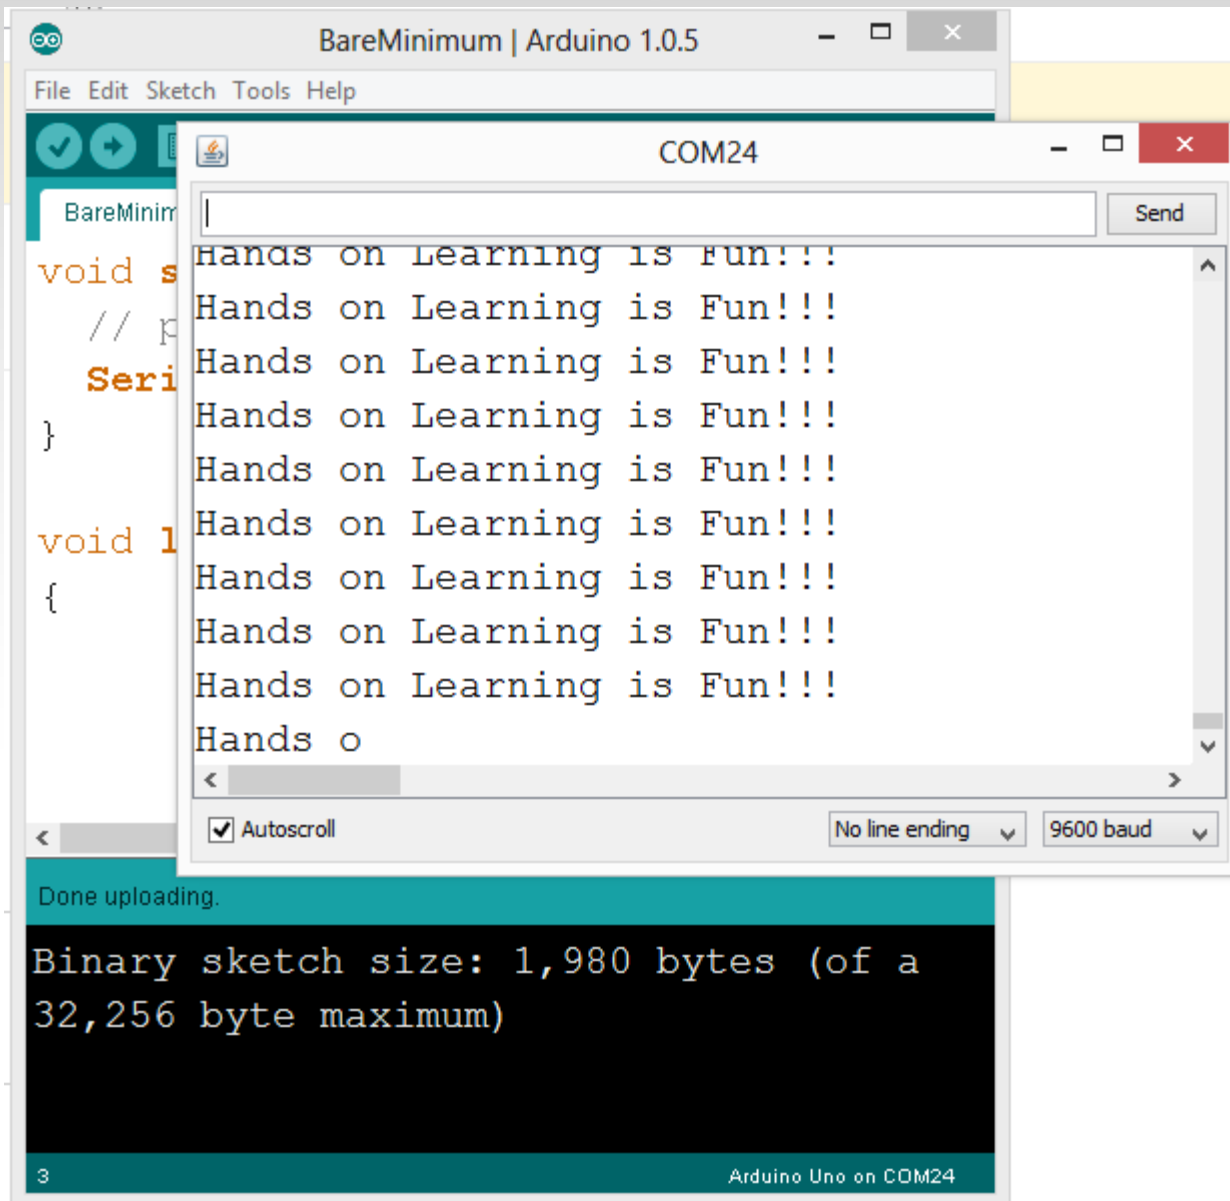 BareMinimum | Arduino 1.0.5
File Edit Sketch Tools Help
COM24
Send
BareMinim
Hands on Learning is Fun!!!
Hands on Learning is Fun!!!
Hands on Learning is Fun!!!
Hands on Learning is Fun!!!
Hands on Learning is Fun!!!
Hands on Learning is Fun!!!
Hands on Learning is Fun!!!
Hands on Learning is Fun!!!
Hands on Learning is Fun!!!
Hands o
void s
// p
Seri
}
void l
{
Autoscroll
No line ending
9600 baud
Done uploading.
Binary sketch size: 1,980 bytes (of a
32,256 byte maximum)
3
Arduino Uno on COM24